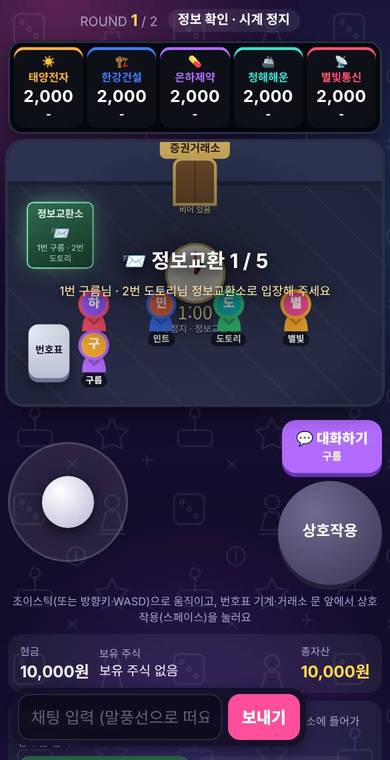 ROUND 1 / 2 정보 확인 · 시계 정지
태양전자 한강건설 은하제약 청해해운 별빛통신
2,000 2,000 2,000 2,000 2,000
- - - - -
증권거래소
비어 있음
정보교환소
1번 구름 · 2번
도토리
📨 정보교환 1 / 5
1번 구름님 · 2번 도토리님 정보교환소로 입장해 주세요
하 민 도 별
1:00
정지 · 정보교
민트 도토리 별빛
번호표
구
구름
💬 대화하기
구름
상호작용
조이스틱(또는 방향키·WASD)으로 움직이고, 번호표 기계·거래소 문 앞에서 상호
작용(스페이스)을 눌러요
현금 보유 주식 총자산
10,000원 보유 주식 없음 10,000원
채팅 입력 (말풍선으로 떠요
보내기
소에 들어가